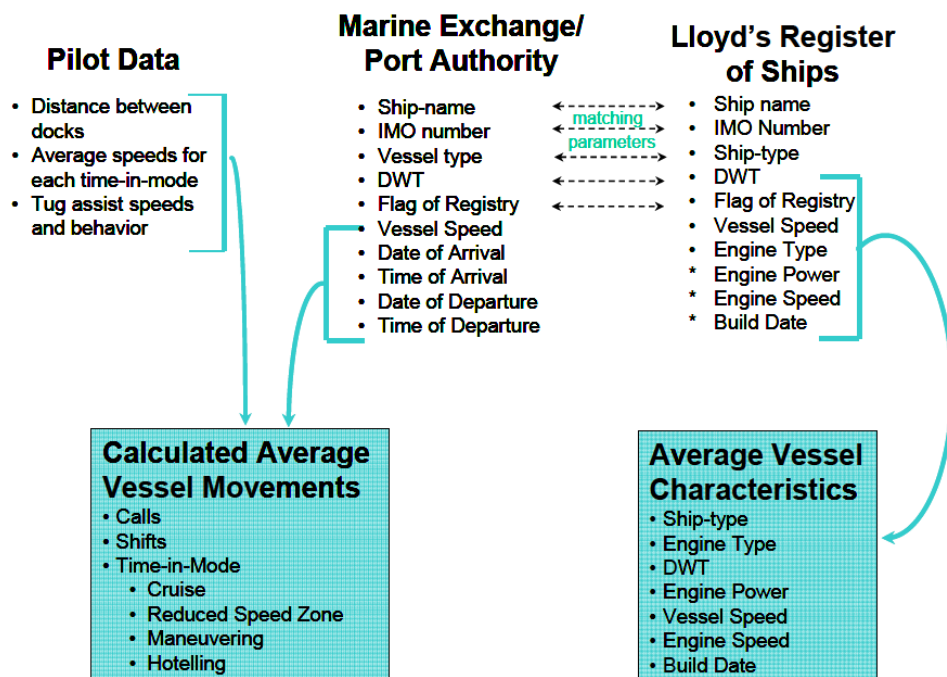 Pilot Data
• Distance between
docks
• Average speeds for
each time-in-mode
• Tug assist speeds
and behavior
Marine Exchange/
Port Authority
• Ship-name
• IMO number
• Vessel type
• DWT
• Flag of Registry
• Vessel Speed
• Date of Arrival
• Time of Arrival
• Date of Departure
• Time of Departure
matching
parameters
Lloyd's Register
of Ships
• Ship name
• IMO Number
• Ship-type
• DWT
• Flag of Registry
• Vessel Speed
• Engine Type
* Engine Power
* Engine Speed
* Build Date
Calculated Average
Vessel Movements
• Calls
• Shifts
• Time-in-Mode
• Cruise
• Reduced Speed Zone
• Maneuvering
• Hotelling
Average Vessel
Characteristics
• Ship-type
• Engine Type
• DWT
• Engine Power
• Vessel Speed
• Engine Speed
• Build Date